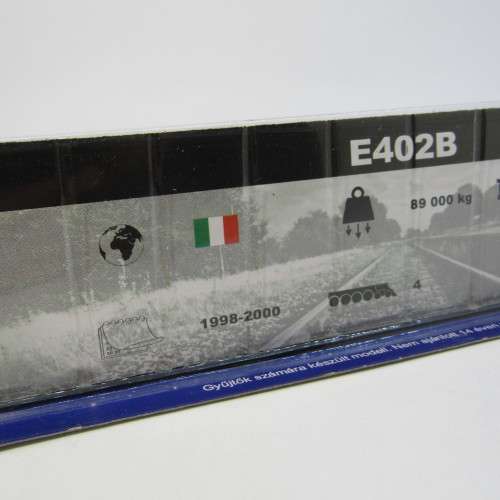 E402B
89 000 kg
1998-2000
4
Gyűjtők számára készült modell. Nem ajánlott 14 éven